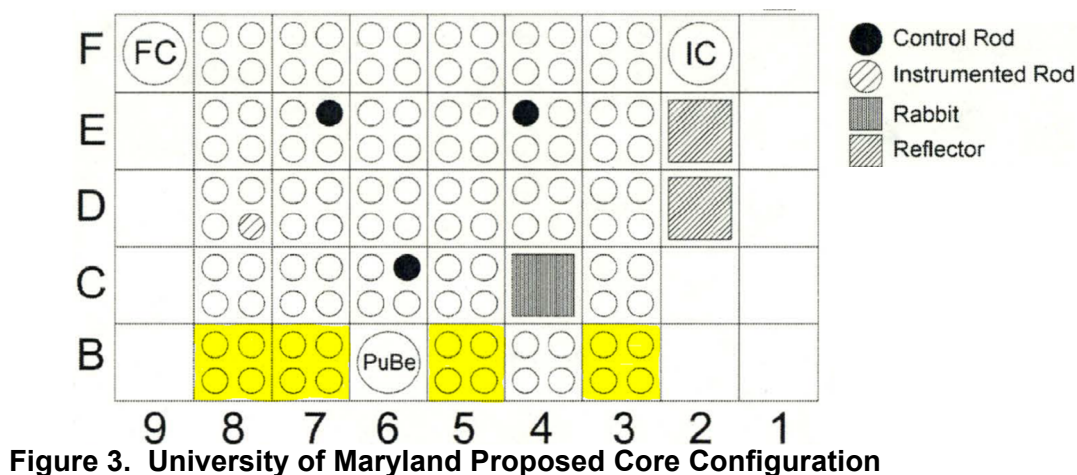 F FC IC
E
D
C
B PuBe
9 8 7 6 5 4 3 2 1
Control Rod
Instrumented Rod
Rabbit
Reflector
Figure 3. University of Maryland Proposed Core Configuration